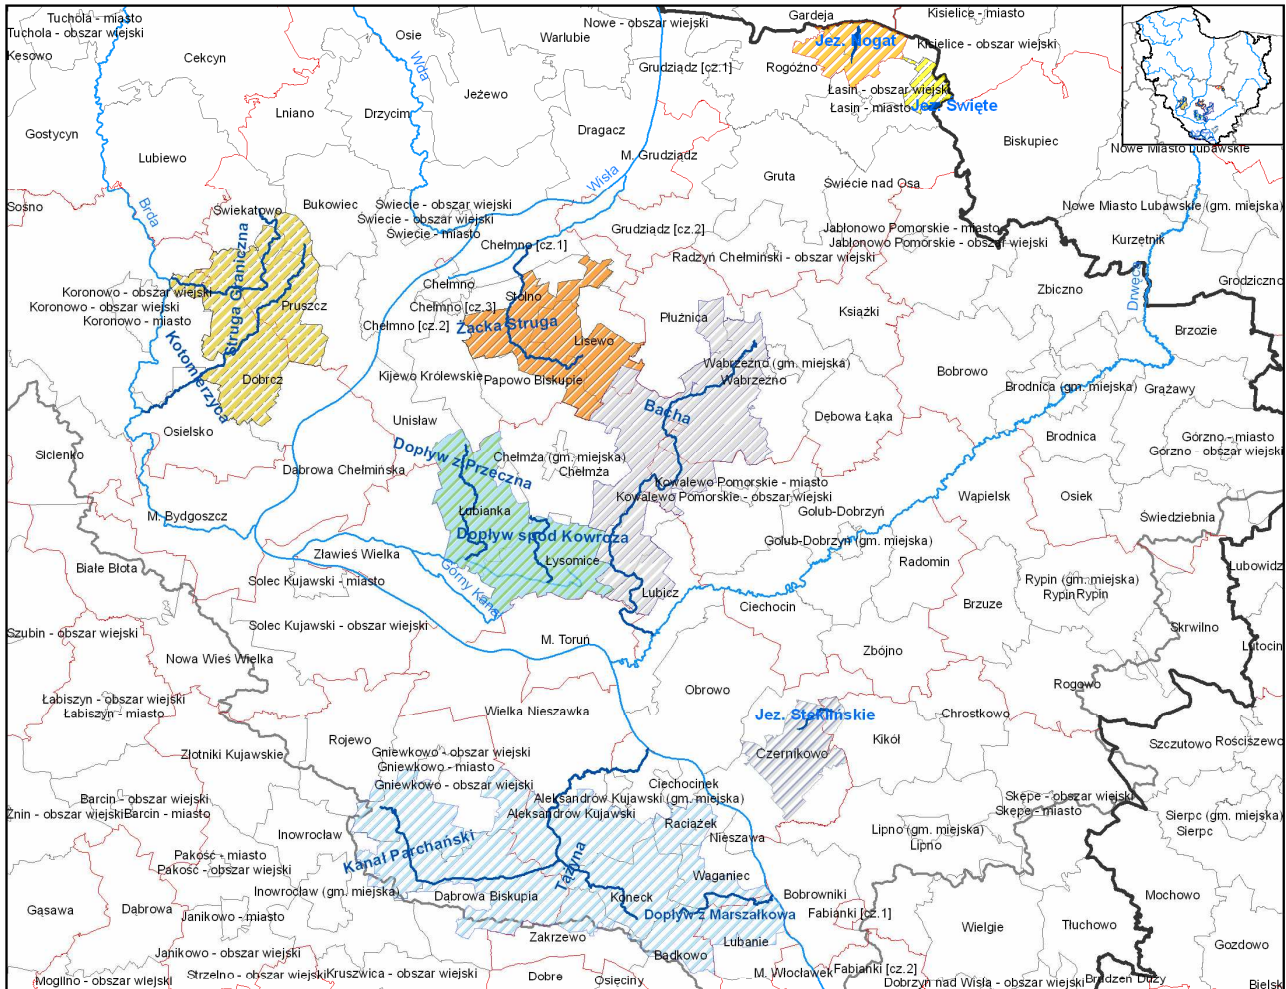 Tuchola - miasto
Tuchola - obszar wiejski
Kęsowo
Cekcyn
Osie
Wda
Warlubie
Nowe - obszar wiejski
Gardeja
Kisielice - miasto
Kisielice - obszar wiejski
Jez. Nogat
Rogóźno
Grudziądz [cz.1]
Jeżewo
Lniano
Drzycim
Dragacz
Łasin - obszar wiejski
Łasin - miasto
Jez. Święte
Biskupiec
Nowe Miasto Lubawskie
Gostycyn
Lubiewo
M. Grudziądz
Gruta
Świecie nad Osą
Wisła
Sośno
Brda
Świekatowo
Bukowiec
Świecie - obszar wiejski
Świecie - obszar wiejski
Świecie - miasto
Chełmno [cz.1]
Grudziądz [cz.2]
Radzyń Chełmiński - obszar wiejski
Jabłonowo Pomorskie - miasto
Jabłonowo Pomorskie - obszar wiejski
Nowe Miasto Lubawskie (gm. miejska)
Kurzętnik
Drwęca
Grodziczno
Zbiczno
Koronowo - obszar wiejski
Koronowo - obszar wiejski
Koronowo - miasto
Struga Graniczna
Pruszcz
Chełmno
Chełmno [cz.3]
Chełmno [cz.2]
Stolno
Żacka Struga
Lisewo
Płużnica
Książki
Brzozie
Kotomierzyca
Dobrcz
Kijewo Królewskie
Papowo Biskupie
Wąbrzeźno (gm. miejska)
Wąbrzeźno
Bobrowo
Brodnica (gm. miejska)
Grążawy
Bacha
Dębowa Łąka
Brodnica
Górzno - miasto
Górzno - obszar wiejski
Sicienko
Osielsko
Unisław
Dąbrowa Chełmińska
Dopływ z Przeczna
Chełmża (gm. miejska)
Chełmża
Kowalewo Pomorskie - miasto
Kowalewo Pomorskie - obszar wiejski
Golub-Dobrzyń
Wąpielsk
Osiek
Świedziebnia
M. Bydgoszcz
Łubianka
Dopływ spod Kowroza
Golub-Dobrzyń (gm. miejska)
Radomin
Białe Błota
Zławieś Wielka
Górny Kanał
Łysomice
Lubicz
Ciechocin
Brzuze
Rypin (gm. miejska)
Rypin
Rypin
Lubowidz
Solec Kujawski - miasto
Solec Kujawski - obszar wiejski
Szubin - obszar wiejski
Nowa Wieś Wielka
M. Toruń
Zbójno
Skrwilno
Lutocin
Rogowo
Łabiszyn - obszar wiejski
Łabiszyn - miasto
Obrowo
Jez. Steklińskie
Wielka Nieszawka
Chrostkowo
Kikół
Czernikowo
Szczutowo
Rościszewo
Złotniki Kujawskie
Rojewo
Gniewkowo - obszar wiejski
Gniewkowo - miasto
Gniewkowo - obszar wiejski
Ciechocinek
Aleksandrów Kujawski (gm. miejska)
Aleksandrów Kujawski
Raciążek
Nieszawa
Skępe - obszar wiejski
Skępe - miasto
Sierpc (gm. miejska)
Sierpc
Barcin - obszar wiejski
Żnin - obszar wiejski
Barcin - miasto
Inowrocław
Kanał Parchański
Tążyna
Lipno (gm. miejska)
Lipno
Pakość - miasto
Pakość - obszar wiejski
Inowrocław (gm. miejska)
Waganiec
Bobrowniki
Mochowo
Gąsawa
Dąbrowa
Janikowo - miasto
Janikowo - obszar wiejski
Dąbrowa Biskupia
Koneck
Dopływ z Marszałkowa
Fabianki [cz.1]
Wielgie
Tłuchowo
Zakrzewo
Bądkowo
Lubanie
Gozdowo
Mogilno - obszar wiejski
Strzelno - obszar wiejski
Kruszwica - obszar wiejski
Dobre
Osięciny
M. Włocławek
Fabianki [cz.2]
Dobrzyń nad Wisłą - obszar wiejski
Brudzeń Duży
Bielsk